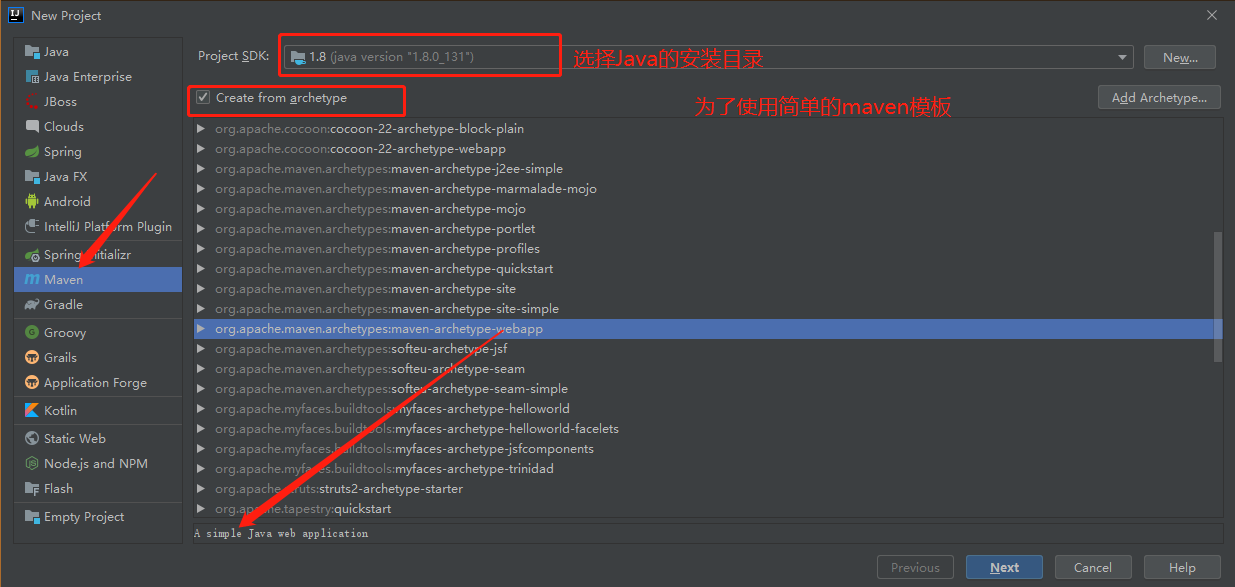 New Project
Java
Java Enterprise
JBoss
Clouds
Spring
Java FX
Android
IntelliJ Platform Plugin
Spring Initializr
Maven
Gradle
Groovy
Grails
Application Forge
Kotlin
Static Web
Node.js and NPM
Flash
Empty Project
Project SDK: 1.8 (java version "1.8.0_131") 选择Java的安装目录 New...
Create from archetype 为了使用简单的maven模板 Add Archetype...
org.apache.cocoon:cocoon-22-archetype-block-plain
org.apache.cocoon:cocoon-22-archetype-webapp
org.apache.maven.archetypes:maven-archetype-j2ee-simple
org.apache.maven.archetypes:maven-archetype-marmalade-mojo
org.apache.maven.archetypes:maven-archetype-mojo
org.apache.maven.archetypes:maven-archetype-portlet
org.apache.maven.archetypes:maven-archetype-profiles
org.apache.maven.archetypes:maven-archetype-quickstart
org.apache.maven.archetypes:maven-archetype-site
org.apache.maven.archetypes:maven-archetype-site-simple
org.apache.maven.archetypes:maven-archetype-webapp
org.apache.maven.archetypes:softeu-archetype-jsf
org.apache.maven.archetypes:softeu-archetype-seam
org.apache.maven.archetypes:softeu-archetype-seam-simple
org.apache.myfaces.buildtools:myfaces-archetype-helloworld
org.apache.myfaces.buildtools:myfaces-archetype-helloworld-facelets
org.apache.myfaces.buildtools:myfaces-archetype-jsfcomponents
org.apache.myfaces.buildtools:myfaces-archetype-trinidad
org.apache.struts:struts2-archetype-starter
org.apache.tapestry:quickstart
A simple Java web application
Previous Next Cancel Help